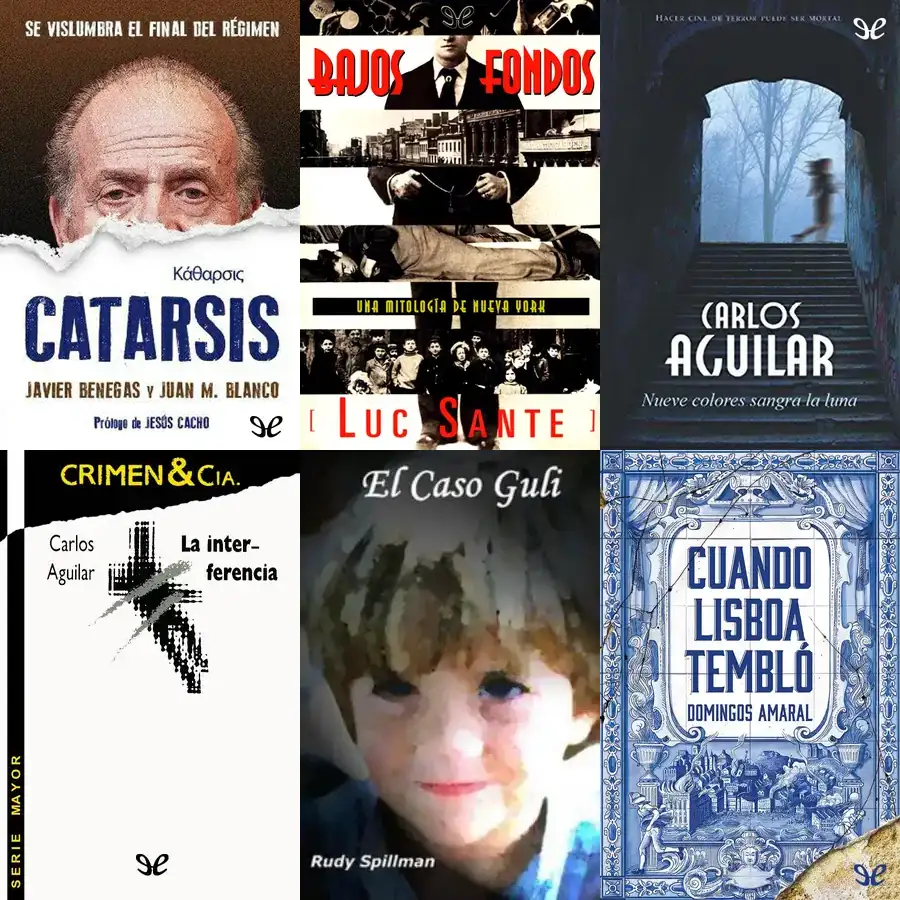 SE VISLUMBRA EL FINAL DEL RÉGIMEN
Κάθαρσις
CATARSIS
JAVIER BENEGAS Y JUAN M. BLANCO
Prólogo de JESÚS CACHO
BAJOS FONDOS
UNA MITOLOGÍA DE NUEVA YORK
[ LUC SANTE ]
HACER CINE DE TERROR PUEDE SER MORTAL
CARLOS
AGUILAR
Nueve colores sangra la luna
CRIMEN & CIA.
Carlos
Aguilar
La inter-
ferencia
SERIE MAYOR
El Caso Guli
Rudy Spillman
CUANDO
LISBOA
TEMBLÓ
DOMINGOS AMARAL